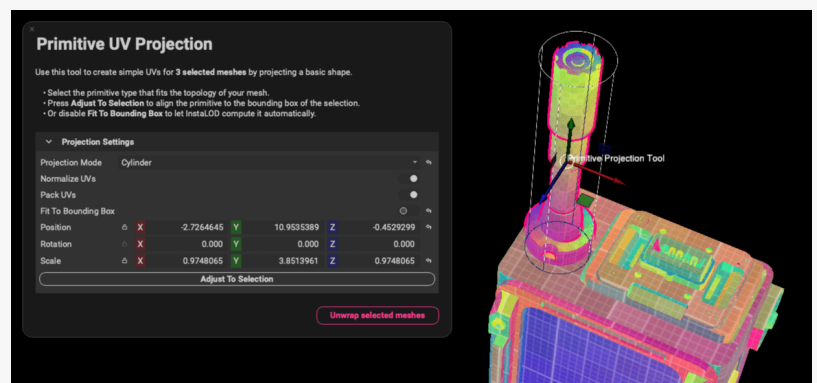 Primitive UV Projection
Use this tool to create simple UVs for 3 selected meshes by projecting a basic shape.
• Select the primitive type that fits the topology of your mesh.
• Press Adjust To Selection to align the primitive to the bounding box of the selection.
• Or disable Fit To Bounding Box to let InstaLOD compute it automatically.
Projection Settings
Projection Mode Cylinder
Normalize UVs
Pack UVs
Fit To Bounding Box
Position X -2.7264645 Y 10.9535389 Z -0.4529299
Rotation X 0.000 Y 0.000 Z 0.000
Scale X 0.9748065 Y 3.8513961 Z 0.9748065
Adjust To Selection
Unwrap selected meshes
Primitive Projection Tool